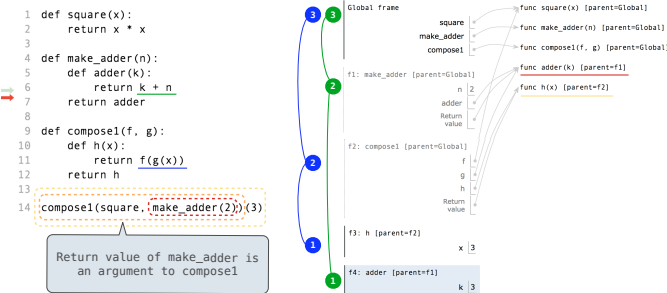 1 def square(x):
2 return x * x
3
4 def make_adder(n):
5 def adder(k):
6 return k + n
7 return adder
8
9 def compose1(f, g):
10 def h(x):
11 return f(g(x))
12 return h
13
14 compose1(square, make_adder(2))(3)
Return value of make_adder is
an argument to compose1
3 3 Global frame
square
make_adder
compose1
func square(x) [parent=Global]
func make_adder(n) [parent=Global]
func compose1(f, g) [parent=Global]
func adder(k) [parent=f1]
func h(x) [parent=f2]
f1: make_adder [parent=Global]
2
n 2
adder
Return
value
f2: compose1 [parent=Global]
2
f
g
h
Return
value
f3: h [parent=f2]
1
x 3
f4: adder [parent=f1]
1
k 3